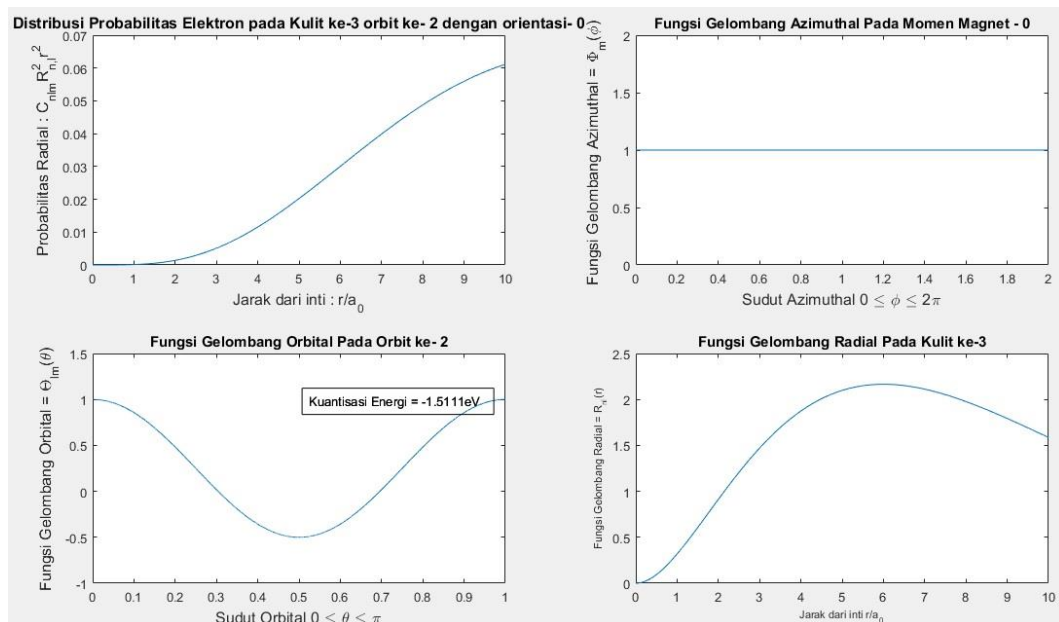 Distribusi Probabilitas Elektron pada Kulit ke-3 orbit ke- 2 dengan orientasi- 0
Probabilitas Radial : C_nlm R^2_n,l r^2
0.07
0.06
0.05
0.04
0.03
0.02
0.01
0
0 1 2 3 4 5 6 7 8 9 10
Jarak dari inti : r/a_0
Fungsi Gelombang Azimuthal Pada Momen Magnet - 0
Fungsi Gelombang Azimuthal = Φ_m(ϕ)
2
1.5
1
0.5
0
0 0.2 0.4 0.6 0.8 1 1.2 1.4 1.6 1.8 2
Sudut Azimuthal 0 ≤ ϕ ≤ 2π
Fungsi Gelombang Orbital Pada Orbit ke- 2
Fungsi Gelombang Orbital = Θ_lm(θ)
1.5
1
0.5
0
-0.5
-1
Kuantisasi Energi = -1.5111eV
0 0.1 0.2 0.3 0.4 0.5 0.6 0.7 0.8 0.9 1
Sudut Orbital 0 ≤ θ ≤ π
Fungsi Gelombang Radial Pada Kulit ke-3
Fungsi Gelombang Radial = R_nl(r)
2.5
2
1.5
1
0.5
0
0 1 2 3 4 5 6 7 8 9 10
Jarak dari inti r/a_0